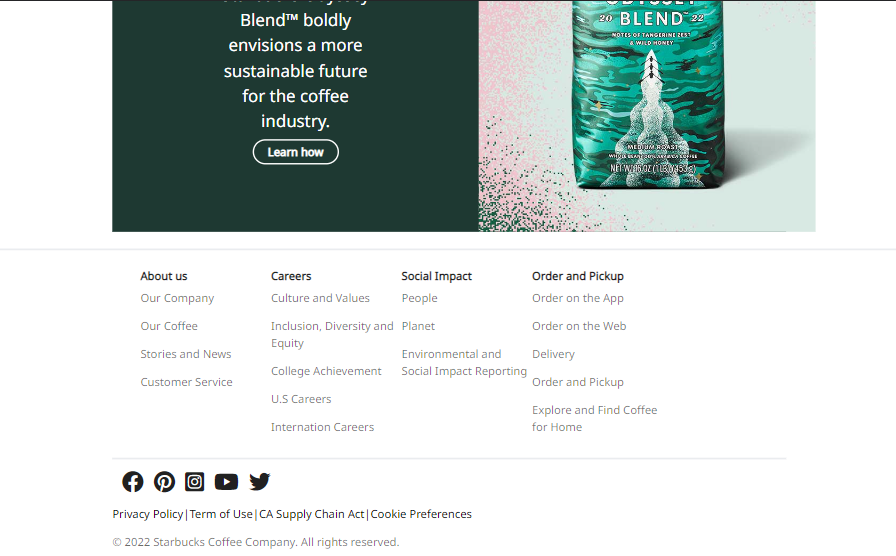 Blend™ boldly
envisions a more
sustainable future
for the coffee
industry.
Learn how
ODYSSEY
20 BLEND 22
NOTES OF TANGERINE ZEST
& WILD HONEY
MEDIUM ROAST
WHOLE BEAN 100% ARABICA COFFEE
NET WT 16 OZ (1 LB) 453 g
About us
Our Company
Our Coffee
Stories and News
Customer Service
Careers
Culture and Values
Inclusion, Diversity and
Equity
College Achievement
U.S Careers
Internation Careers
Social Impact
People
Planet
Environmental and
Social Impact Reporting
Order and Pickup
Order on the App
Order on the Web
Delivery
Order and Pickup
Explore and Find Coffee
for Home
Privacy Policy|Term of Use|CA Supply Chain Act|Cookie Preferences
© 2022 Starbucks Coffee Company. All rights reserved.